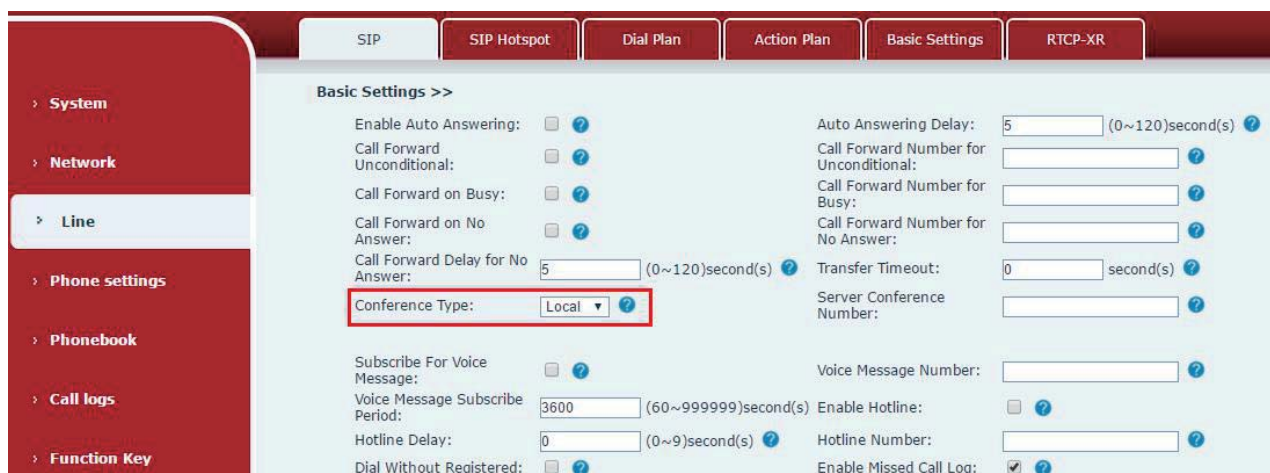 SIP
SIP Hotspot
Dial Plan
Action Plan
Basic Settings
RTCP-XR
› System
› Network
› Line
› Phone settings
› Phonebook
› Call logs
› Function Key
Basic Settings >>
Enable Auto Answering: ?
Auto Answering Delay: 5 (0~120)second(s) ?
Call Forward
Unconditional: ?
Call Forward Number for
Unconditional: ?
Call Forward on Busy: ?
Call Forward Number for
Busy: ?
Call Forward on No
Answer: ?
Call Forward Number for
No Answer: ?
Call Forward Delay for No
Answer: 5 (0~120)second(s) ?
Transfer Timeout: 0 second(s) ?
Conference Type: Local ▼ ?
Server Conference
Number: ?
Subscribe For Voice
Message: ?
Voice Message Number: ?
Voice Message Subscribe
Period: 3600 (60~999999)second(s)
Enable Hotline: ?
Hotline Delay: 0 (0~9)second(s) ?
Hotline Number: ?
Dial Without Registered: ?
Enable Missed Call Log: ?